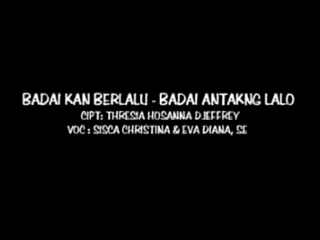 BADAI KAN BERLALU - BADAI ANTAKNG LALO
CIPT: THRESIA HOSANNA DJEFFREY
VOC : SISCA CHRISTINA & EVA DIANA, SE